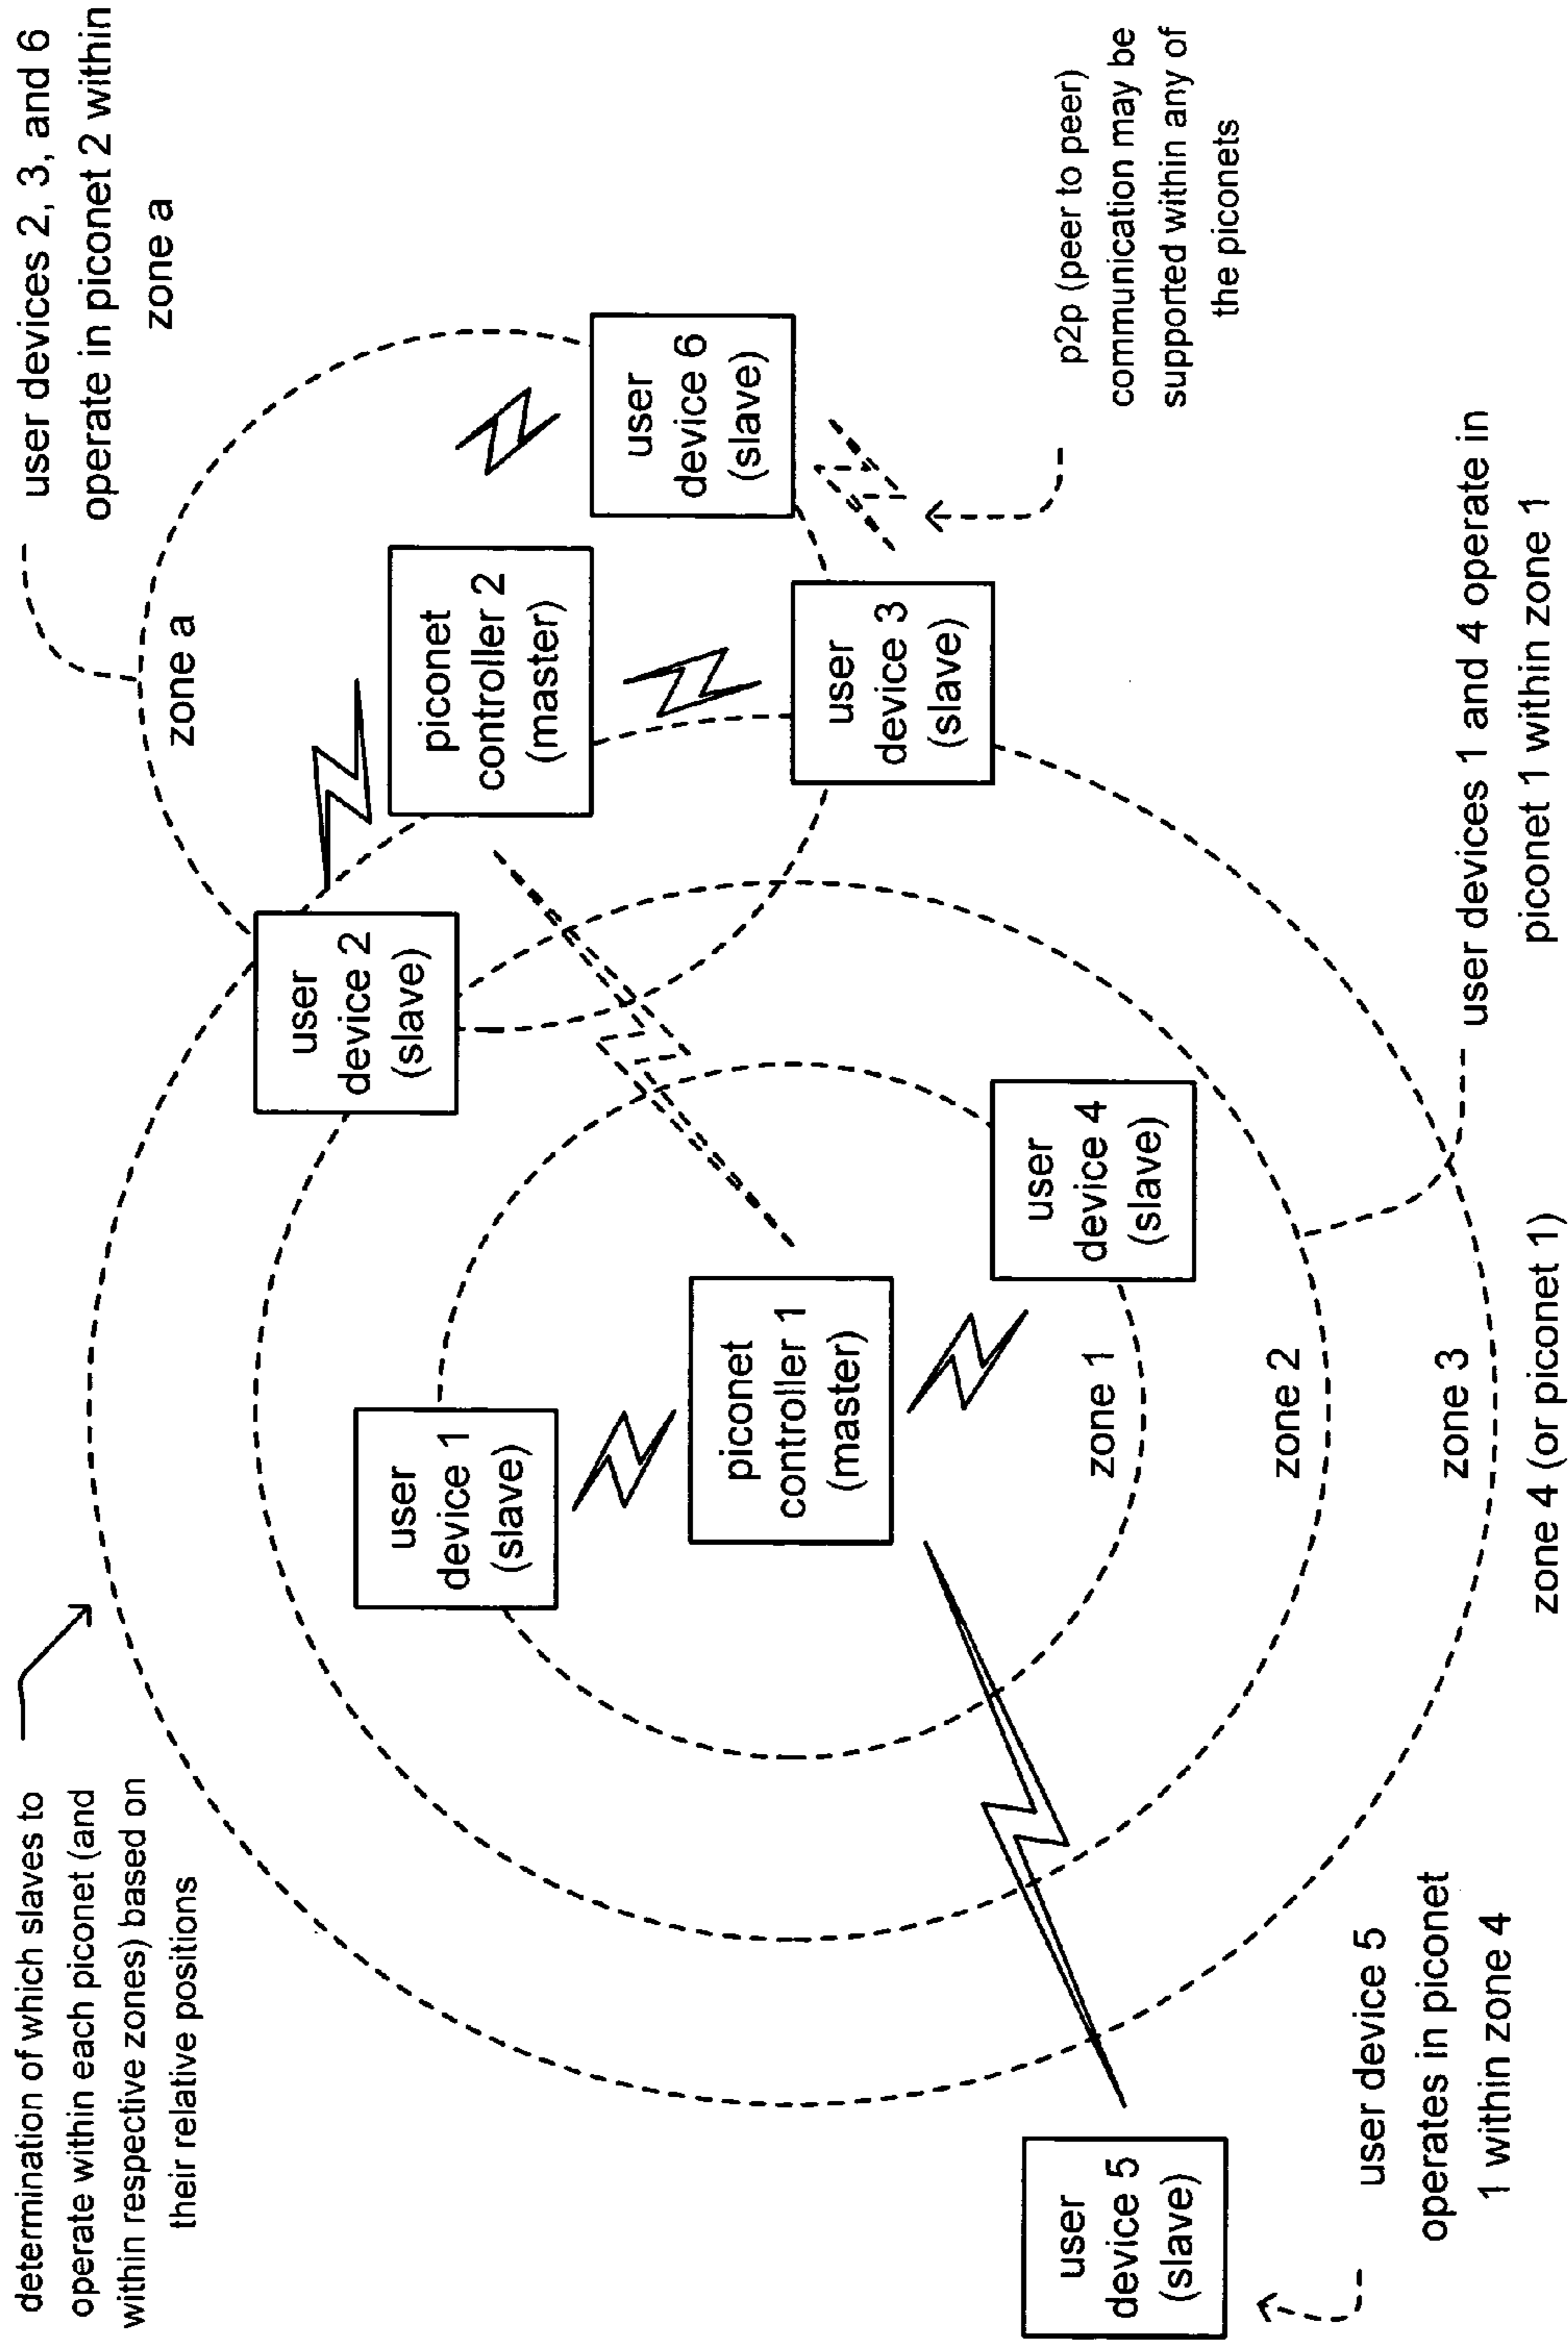 determination of which slaves to
operate within each piconet (and
within respective zones) based on
their relative positions
user devices 2, 3, and 6
operate in piconet 2 within
zone a
zone a
user
device 2
(slave)
piconet
controller 2
(master)
user
device 6
(slave)
user
device 1
(slave)
piconet
controller 1
(master)
user
device 3
(slave)
user
device 4
(slave)
p2p (peer to peer)
communication may be
supported within any of
the piconets
user
device 5
(slave)
zone 1
zone 2
zone 3
zone 4 (or piconet 1)
user device 5
operates in piconet
1 within zone 4
user devices 1 and 4 operate in
piconet 1 within zone 1